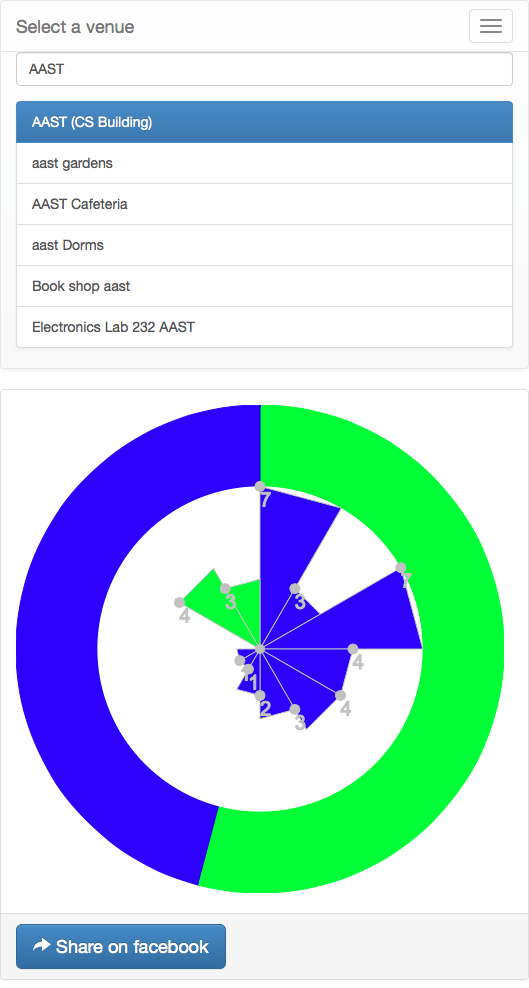 Select a venue
AAST
AAST (CS Building)
aast gardens
AAST Cafeteria
aast Dorms
Book shop aast
Electronics Lab 232 AAST
7
7
3
3
4
4
1
1
4
2
3
Share on facebook